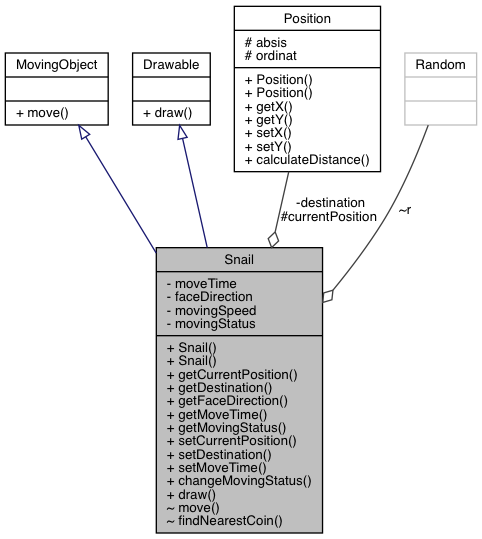 Position
# absis
# ordinat
+ Position()
+ Position()
+ getX()
+ getY()
+ setX()
+ setY()
+ calculateDistance()
MovingObject
+ move()
Drawable
+ draw()
Random
-destination
#currentPosition
~r
Snail
- moveTime
- faceDirection
- movingSpeed
- movingStatus
+ Snail()
+ Snail()
+ getCurrentPosition()
+ getDestination()
+ getFaceDirection()
+ getMoveTime()
+ getMovingStatus()
+ setCurrentPosition()
+ setDestination()
+ setMoveTime()
+ changeMovingStatus()
+ draw()
~ move()
~ findNearestCoin()